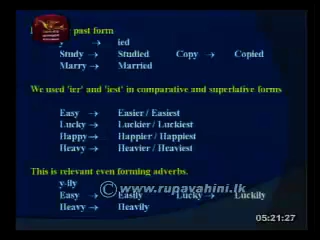 past form
y → ied
Study → Studied Copy → Copied
Marry → Married
We used 'ier' and 'iest' in comparative and superlative forms
Easy → Easier / Easiest
Lucky → Luckier / Luckiest
Happy → Happier / Happiest
Heavy → Heavier / Heaviest
This is relevant even forming adverbs.
y-ily
Easy → Easily Lucky → Luckily
Heavy → Heavily
©www.rupavahini.lk
05:21:27